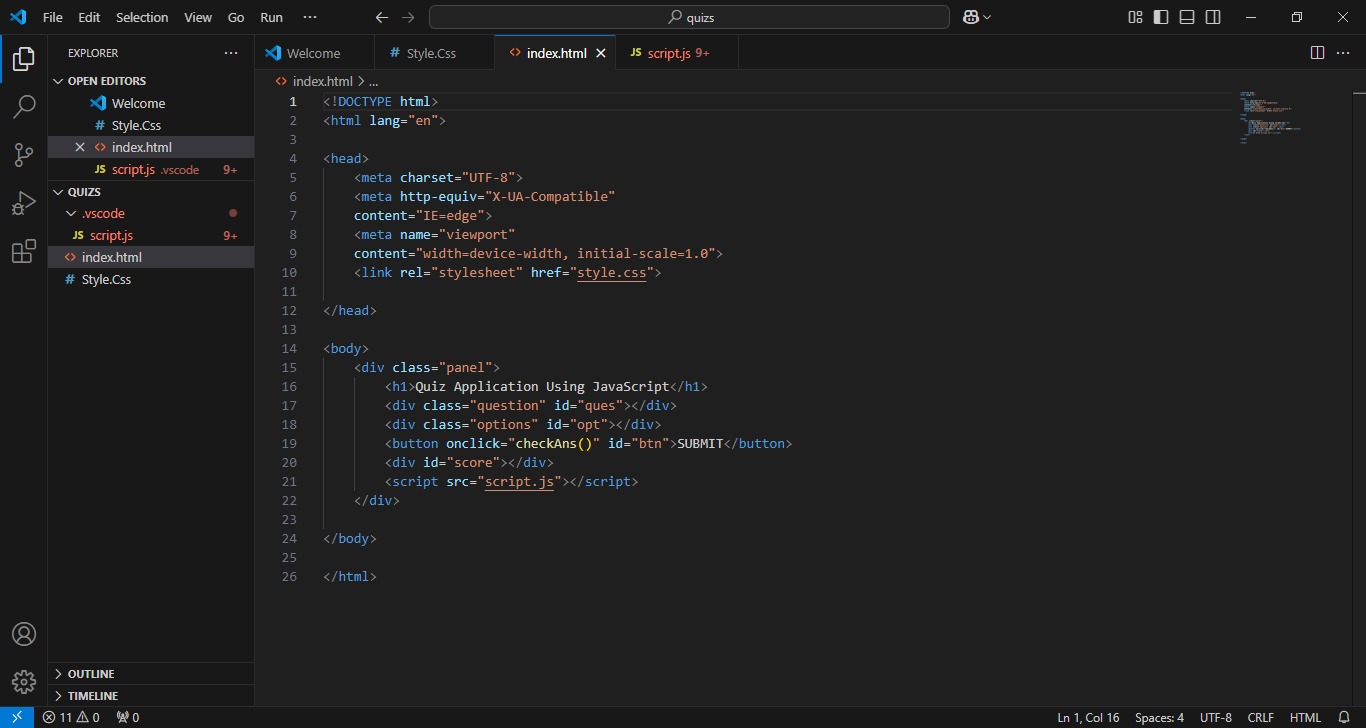 File Edit Selection View Go Run ··· quizs
EXPLORER ···
OPEN EDITORS
Welcome
# Style.Css
<> index.html
JS script.js .vscode 9+
QUIZS
.vscode
JS script.js 9+
<> index.html
# Style.Css
OUTLINE
TIMELINE
Welcome # Style.Css <> index.html JS script.js 9+
<> index.html > ...
1 <!DOCTYPE html>
2 <html lang="en">
3
4 <head>
5 <meta charset="UTF-8">
6 <meta http-equiv="X-UA-Compatible"
7 content="IE=edge">
8 <meta name="viewport"
9 content="width=device-width, initial-scale=1.0">
10 <link rel="stylesheet" href="style.css">
11
12 </head>
13
14 <body>
15 <div class="panel">
16 <h1>Quiz Application Using JavaScript</h1>
17 <div class="question" id="ques"></div>
18 <div class="options" id="opt"></div>
19 <button onclick="checkAns()" id="btn">SUBMIT</button>
20 <div id="score"></div>
21 <script src="script.js"></script>
22 </div>
23
24 </body>
25
26 </html>
11 0 0 Ln 1, Col 16 Spaces: 4 UTF-8 CRLF HTML